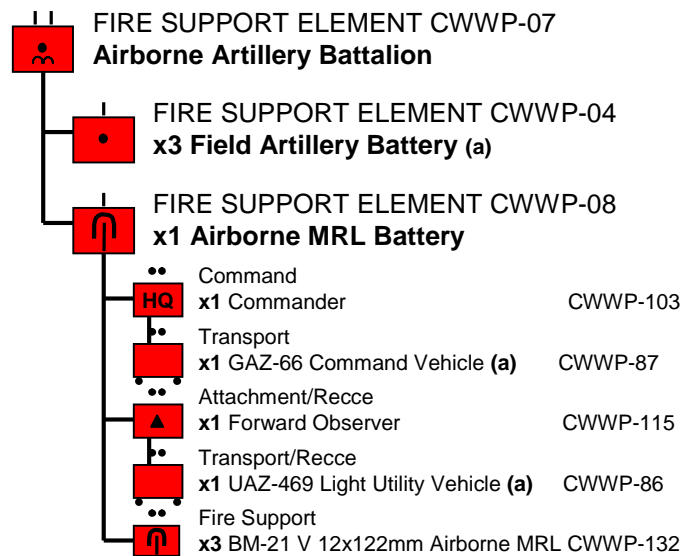 FIRE SUPPORT ELEMENT CWWP-07
Airborne Artillery Battalion
FIRE SUPPORT ELEMENT CWWP-04
x3 Field Artillery Battery (a)
FIRE SUPPORT ELEMENT CWWP-08
x1 Airborne MRL Battery
Command
HQ x1 Commander CWWP-103
Transport
x1 GAZ-66 Command Vehicle (a) CWWP-87
Attachment/Recce
x1 Forward Observer CWWP-115
Transport/Recce
x1 UAZ-469 Light Utility Vehicle (a) CWWP-86
Fire Support
x3 BM-21 V 12x122mm Airborne MRL CWWP-132